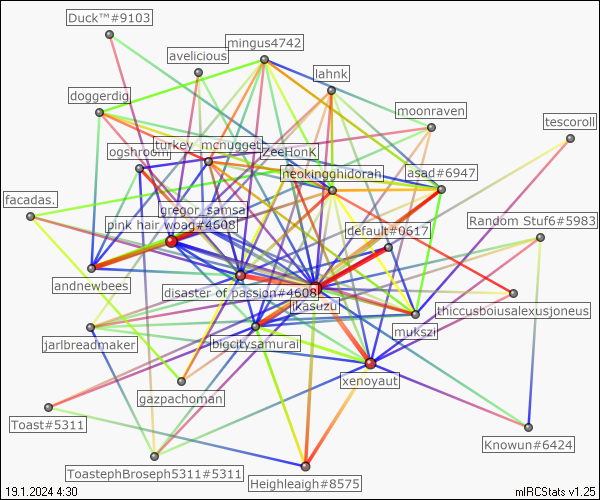 Duck™#9103
mingus4742
avelicious
lahnk
doggerdig
moonraven
tescoroll
turkey_mcnugget
ogshroom
ZeeHonK
neokingghidorah
asad#6947
facadas.
gregor_samsa
pink hair woag#4608
Random Stuf6#5983
default#0617
andnewbees
disaster of passion#4608
ikasuzu
thiccusboiusalexusjoneus
mukszi
jarlbreadmaker
bigcitysamurai
xenoyaut
gazpachoman
Toast#5311
Knowun#6424
ToastephBroseph5311#5311
Heighleaigh#8575
19.1.2024 4:30
mIRCStats v1.25